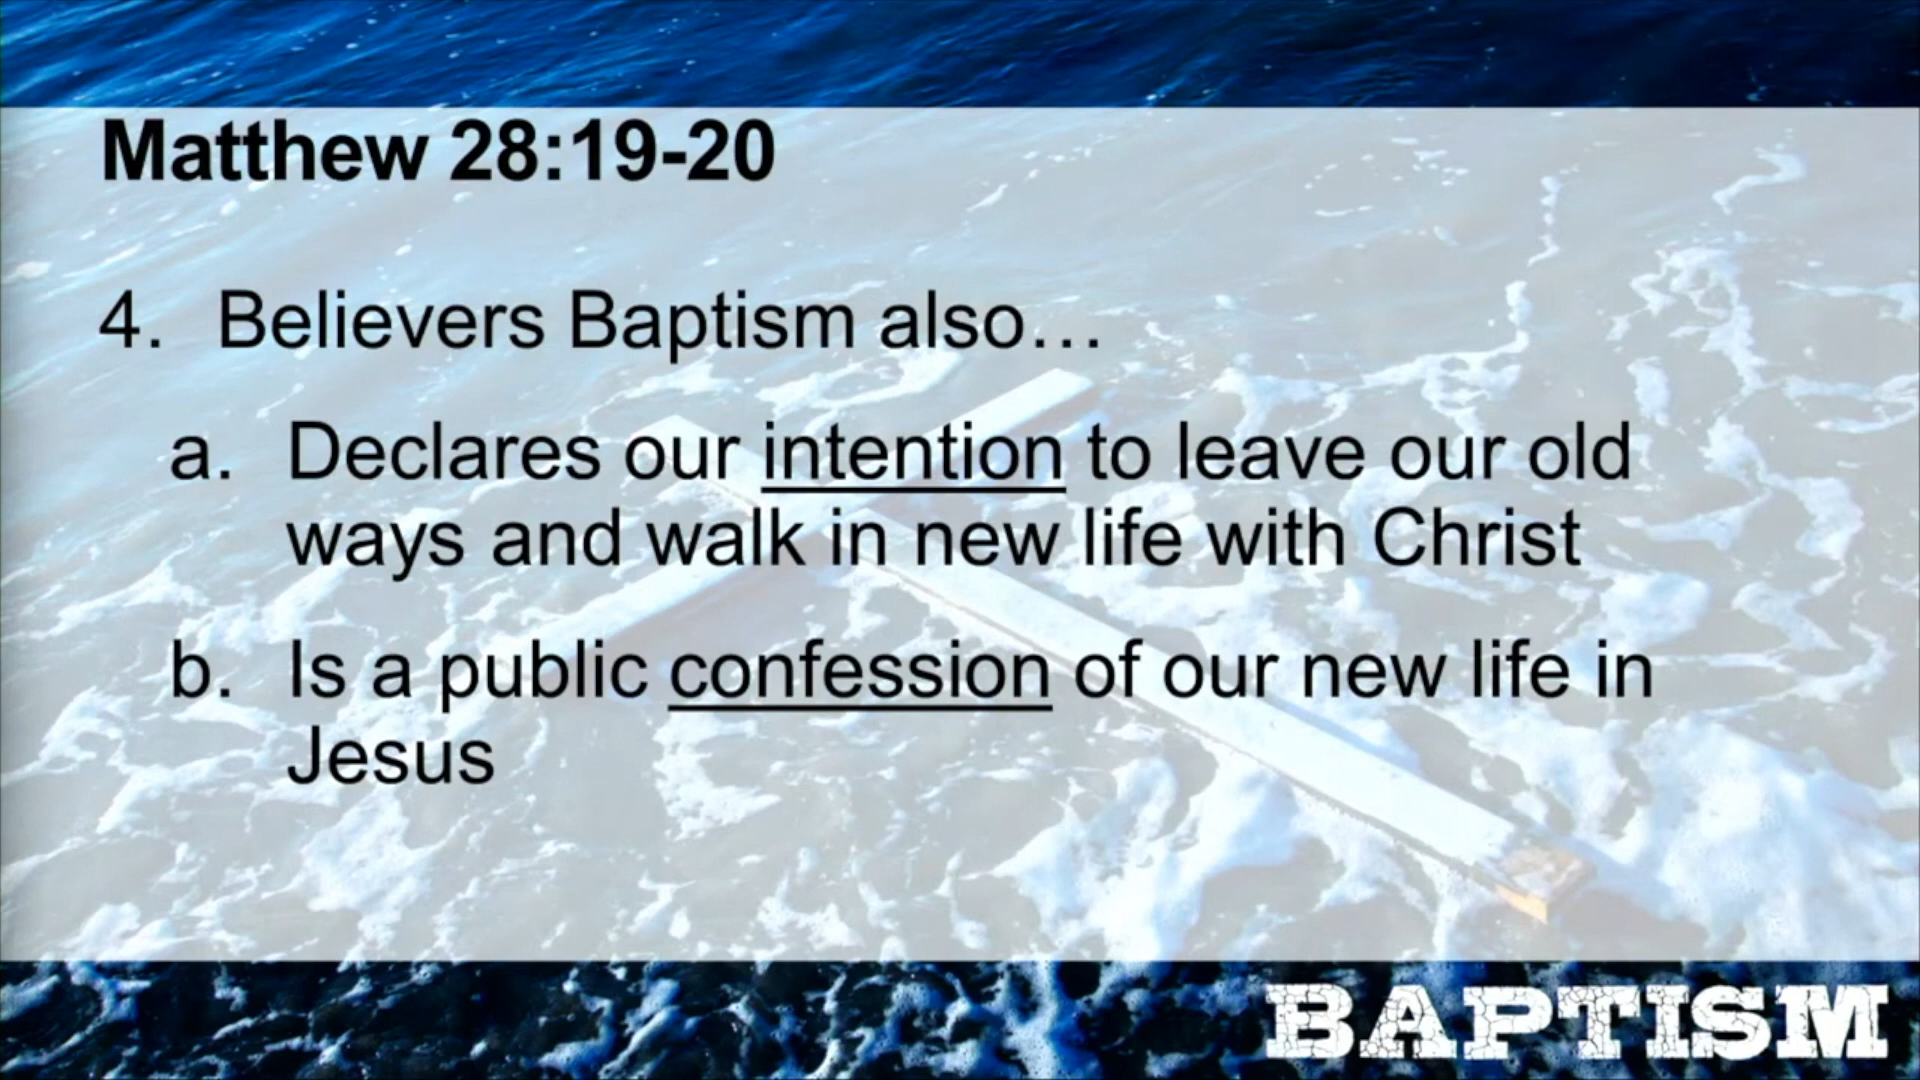 Matthew 28:19-20
4. Believers Baptism also…
a. Declares our intention to leave our old
ways and walk in new life with Christ
b. Is a public confession of our new life in
Jesus
BAPTISM